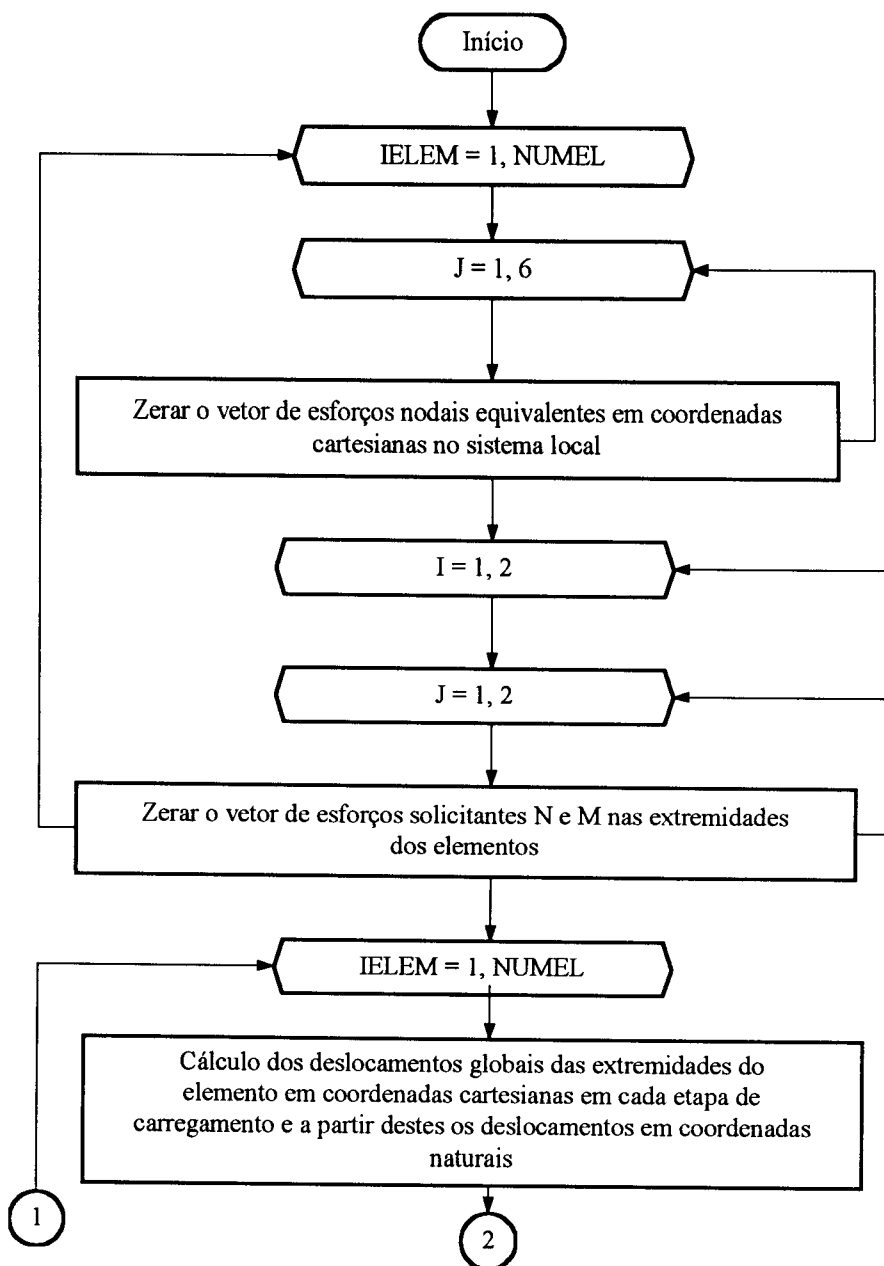 Início
IELEM = 1, NUMEL
J = 1, 6
Zerar o vetor de esforços nodais equivalentes em coordenadas
cartesianas no sistema local
I = 1, 2
J = 1, 2
Zerar o vetor de esforços solicitantes N e M nas extremidades
dos elementos
IELEM = 1, NUMEL
Cálculo dos deslocamentos globais das extremidades do
elemento em coordenadas cartesianas em cada etapa de
carregamento e a partir destes os deslocamentos em coordenadas
naturais
1
2